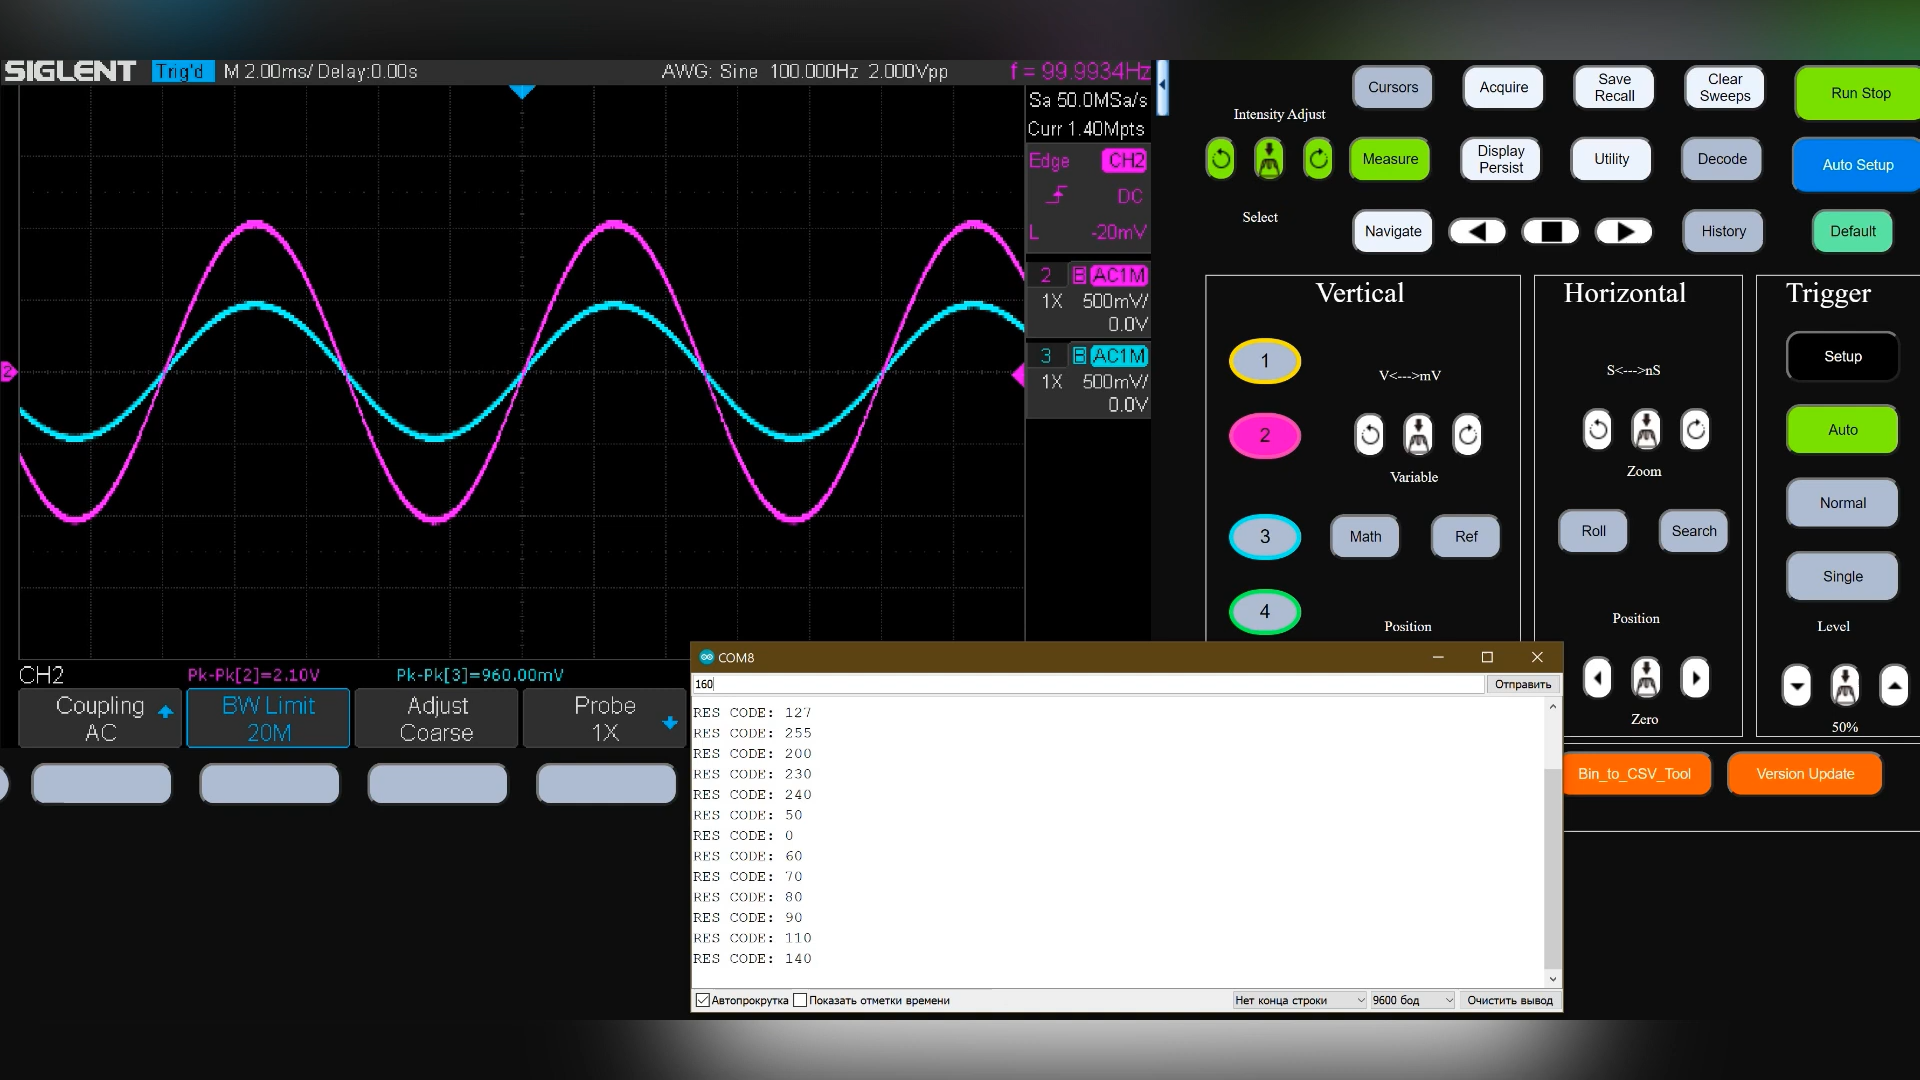 SIGLENT Trig'd M 2.00ms/ Delay:0.00s AWG: Sine 100.000Hz 2.000Vpp f = 99.9934Hz
Sa 50.0MSa/s
Curr 1.40Mpts
Edge CH2
DC
L -20mV
2 B AC1M
1X 500mV/
0.0V
3 B AC1M
1X 500mV/
0.0V
2
CH2 Pk-Pk[2]=2.10V Pk-Pk[3]=960.00mV
Coupling
AC
BW Limit
20M
Adjust
Coarse
Probe
1X
Intensity Adjust
Select
Cursors
Acquire
Save
Recall
Clear
Sweeps
Run Stop
Measure
Display
Persist
Utility
Decode
Auto Setup
Navigate
History
Default
Vertical
1
2
3
4
V<--->mV
Variable
Math
Ref
Position
Horizontal
S<--->nS
Zoom
Roll
Search
Position
Zero
Trigger
Setup
Auto
Normal
Single
Level
50%
Bin_to_CSV_Tool
Version Update
COM8
160
Отправить
RES CODE: 127
RES CODE: 255
RES CODE: 200
RES CODE: 230
RES CODE: 240
RES CODE: 50
RES CODE: 0
RES CODE: 60
RES CODE: 70
RES CODE: 80
RES CODE: 90
RES CODE: 110
RES CODE: 140
Автопрокрутка Показать отметки времени Нет конца строки 9600 бод Очистить вывод